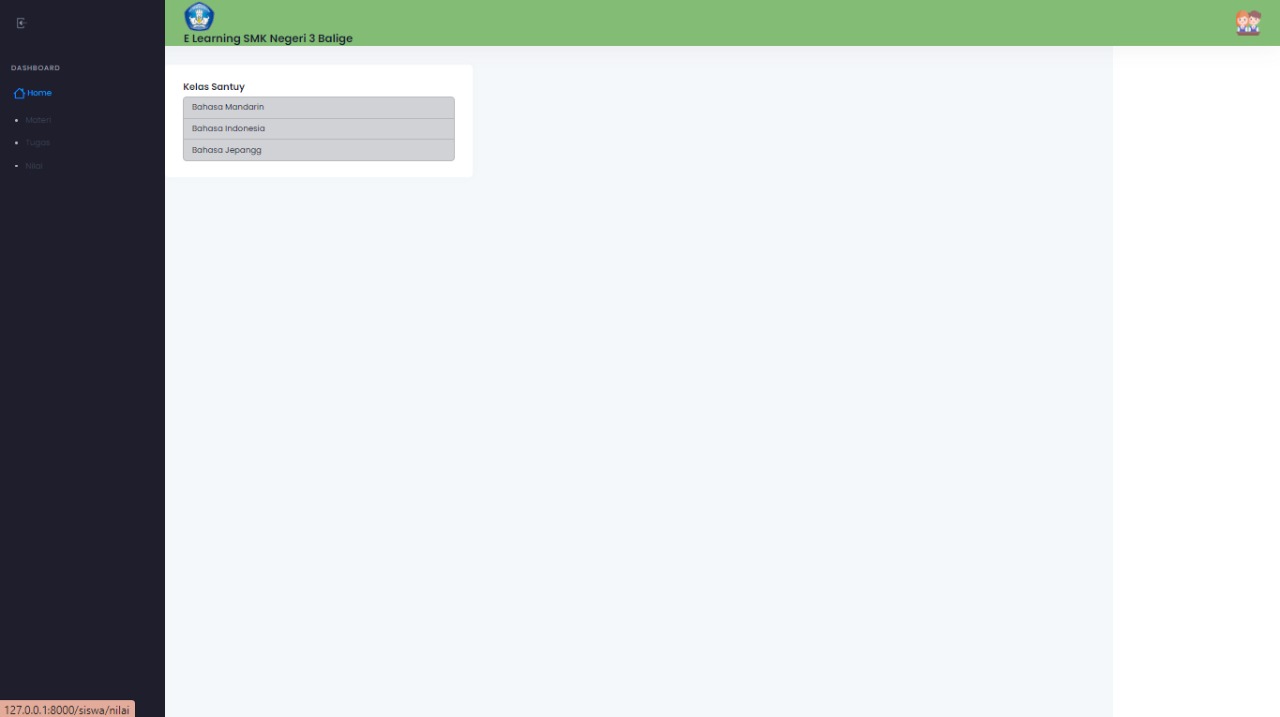 E Learning SMK Negeri 3 Balige
DASHBOARD
Home
Materi
Tugas
Nilai
Kelas Santuy
Bahasa Mandarin
Bahasa Indonesia
Bahasa Jepangg
127.0.0.1:8000/siswa/nilai